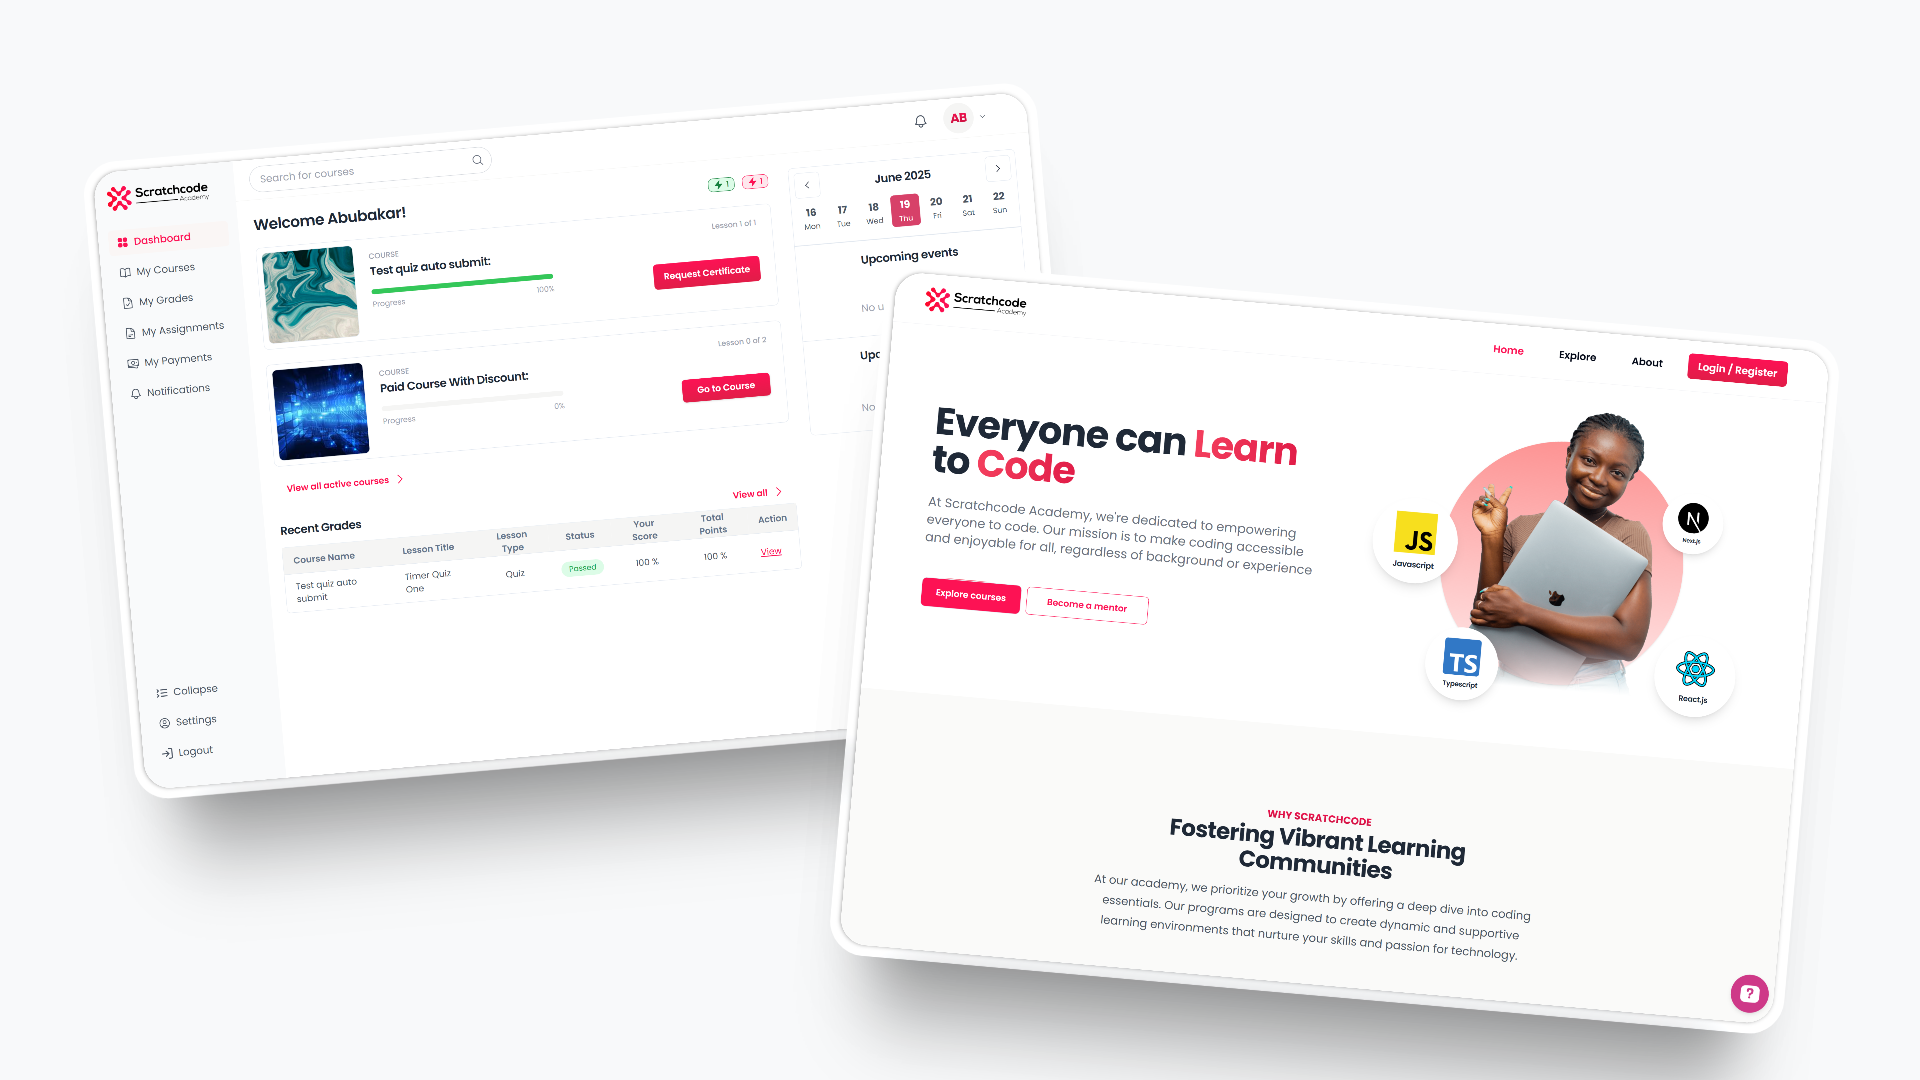 Scratchcode
Academy
Dashboard
My Courses
My Grades
My Assignments
My Payments
Notifications
Collapse
Settings
Logout
Search for courses
AB
Welcome Abubakar!
1
1
Lesson 1 of 1
COURSE
Test quiz auto submit:
Progress
100%
Request Certificate
Lesson 0 of 2
COURSE
Paid Course With Discount:
Progress
0%
Go to Course
View all active courses
View all
Recent Grades
Course Name
Lesson Title
Lesson
Type
Status
Your
Score
Total
Points
Action
Test quiz auto
submit
Timer Quiz
One
Quiz
Passed
100 %
100 %
View
June 2025
16 17 18 19 20 21 22
Mon Tue Wed Thu Fri Sat Sun
Upcoming events
No u
Upc
No
Scratchcode
Academy
Home
Explore
About
Login / Register
Everyone can Learn
to Code
At Scratchcode Academy, we're dedicated to empowering
everyone to code. Our mission is to make coding accessible
and enjoyable for all, regardless of background or experience
Explore courses
Become a mentor
JS
Javascript
N
Next.js
TS
Typescript
React.js
WHY SCRATCHCODE
Fostering Vibrant Learning
Communities
At our academy, we prioritize your growth by offering a deep dive into coding
essentials. Our programs are designed to create dynamic and supportive
learning environments that nurture your skills and passion for technology.
?